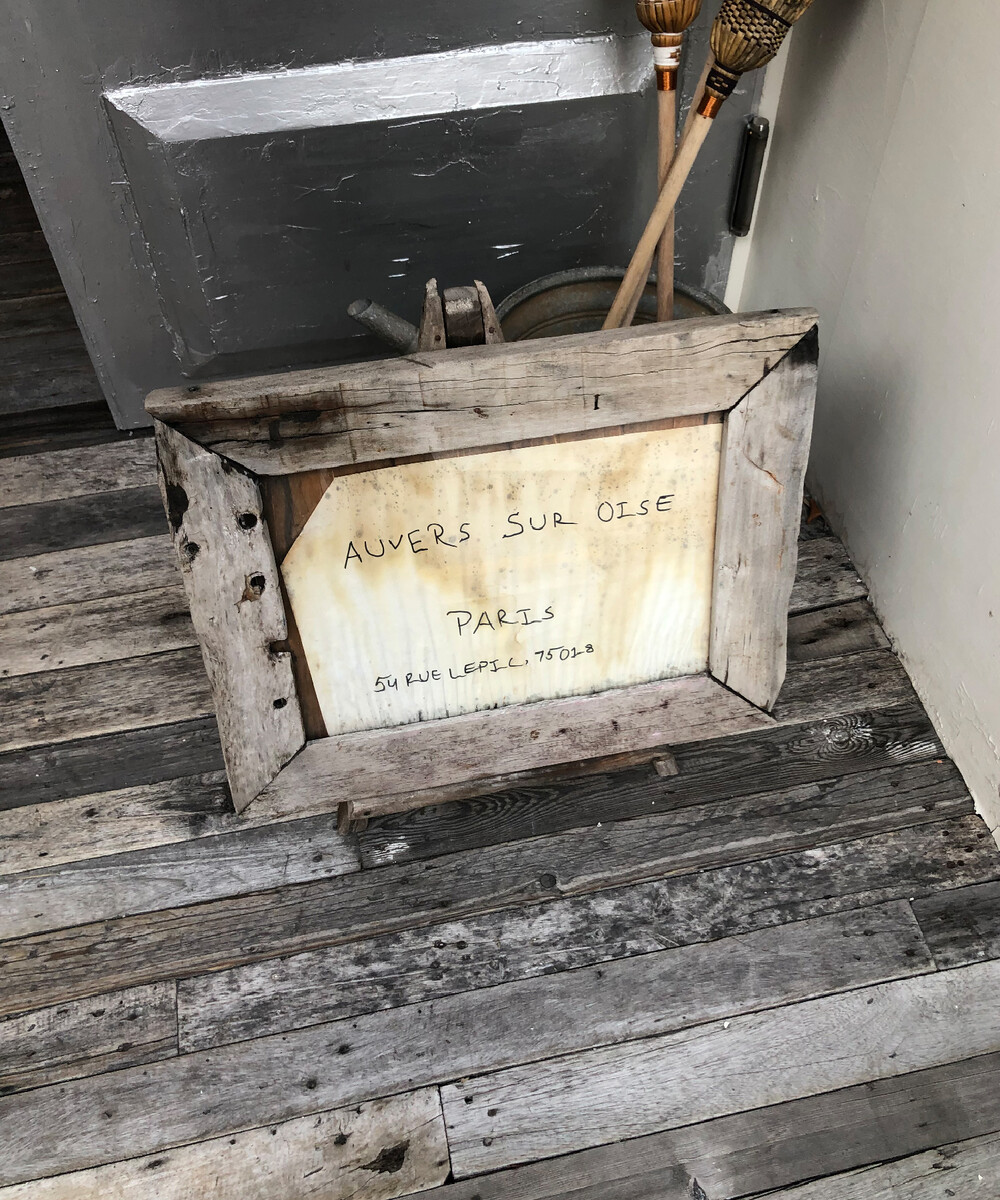 AUVERS SUR OISE
PARIS
54 RUE LEPIC, 75018